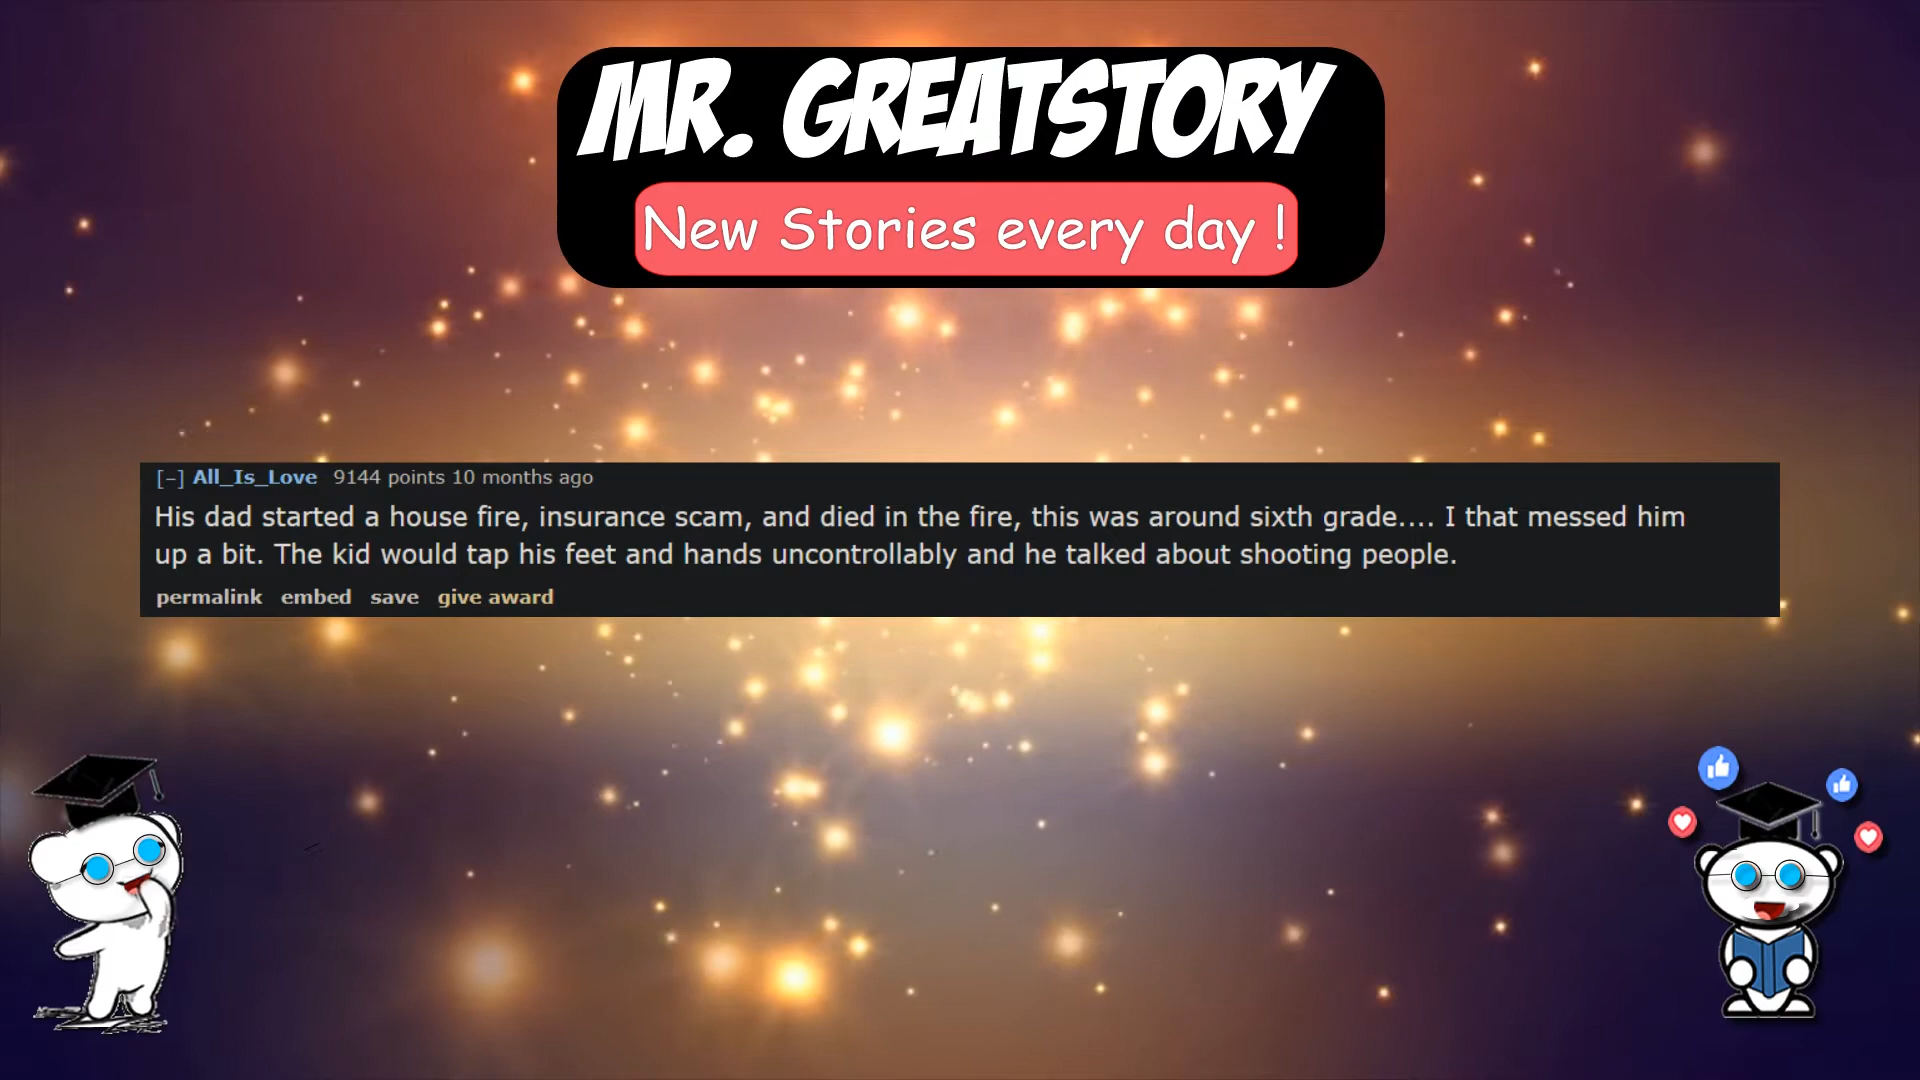 MR. GREATSTORY
New Stories every day !
[–] All_Is_Love 9144 points 10 months ago
His dad started a house fire, insurance scam, and died in the fire, this was around sixth grade.... I that messed him
up a bit. The kid would tap his feet and hands uncontrollably and he talked about shooting people.
permalink embed save give award